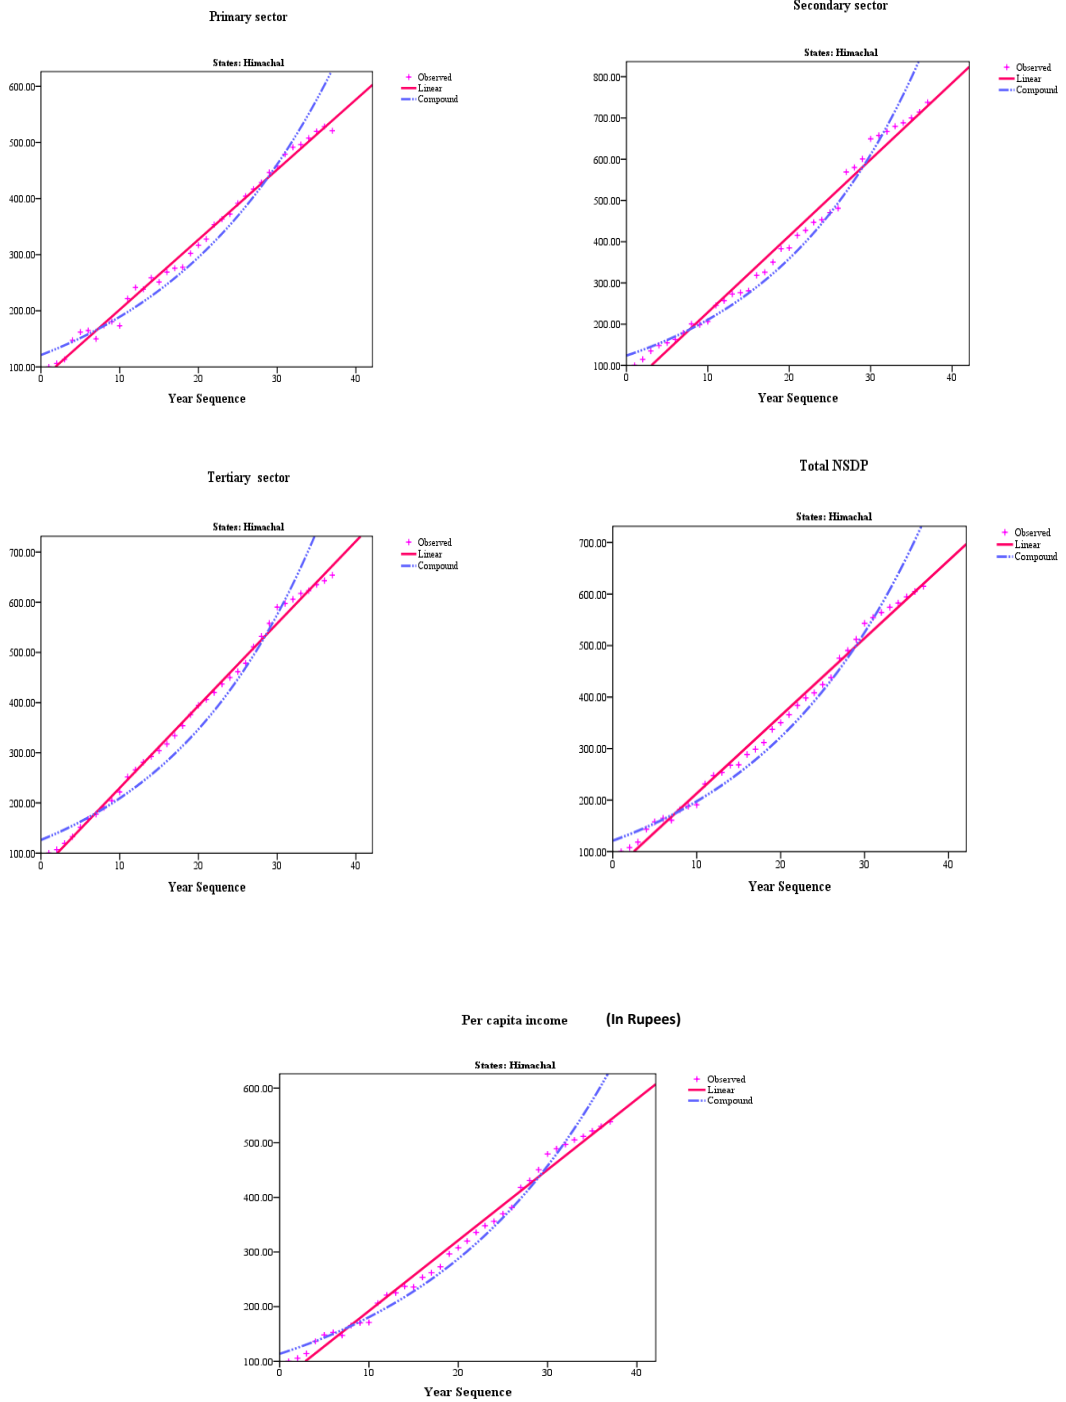 Primary sector
States: Himachal
Observed
Linear
Compound
600.00
500.00
400.00
300.00
200.00
100.00
0 10 20 30 40
Year Sequence
Secondary sector
States: Himachal
Observed
Linear
Compound
800.00
700.00
600.00
500.00
400.00
300.00
200.00
100.00
0 10 20 30 40
Year Sequence
Tertiary sector
States: Himachal
Observed
Linear
Compound
700.00
600.00
500.00
400.00
300.00
200.00
100.00
0 10 20 30 40
Year Sequence
Total NSDP
States: Himachal
Observed
Linear
Compound
700.00
600.00
500.00
400.00
300.00
200.00
100.00
0 10 20 30 40
Year Sequence
Per capita income (In Rupees)
States: Himachal
Observed
Linear
Compound
600.00
500.00
400.00
300.00
200.00
100.00
0 10 20 30 40
Year Sequence